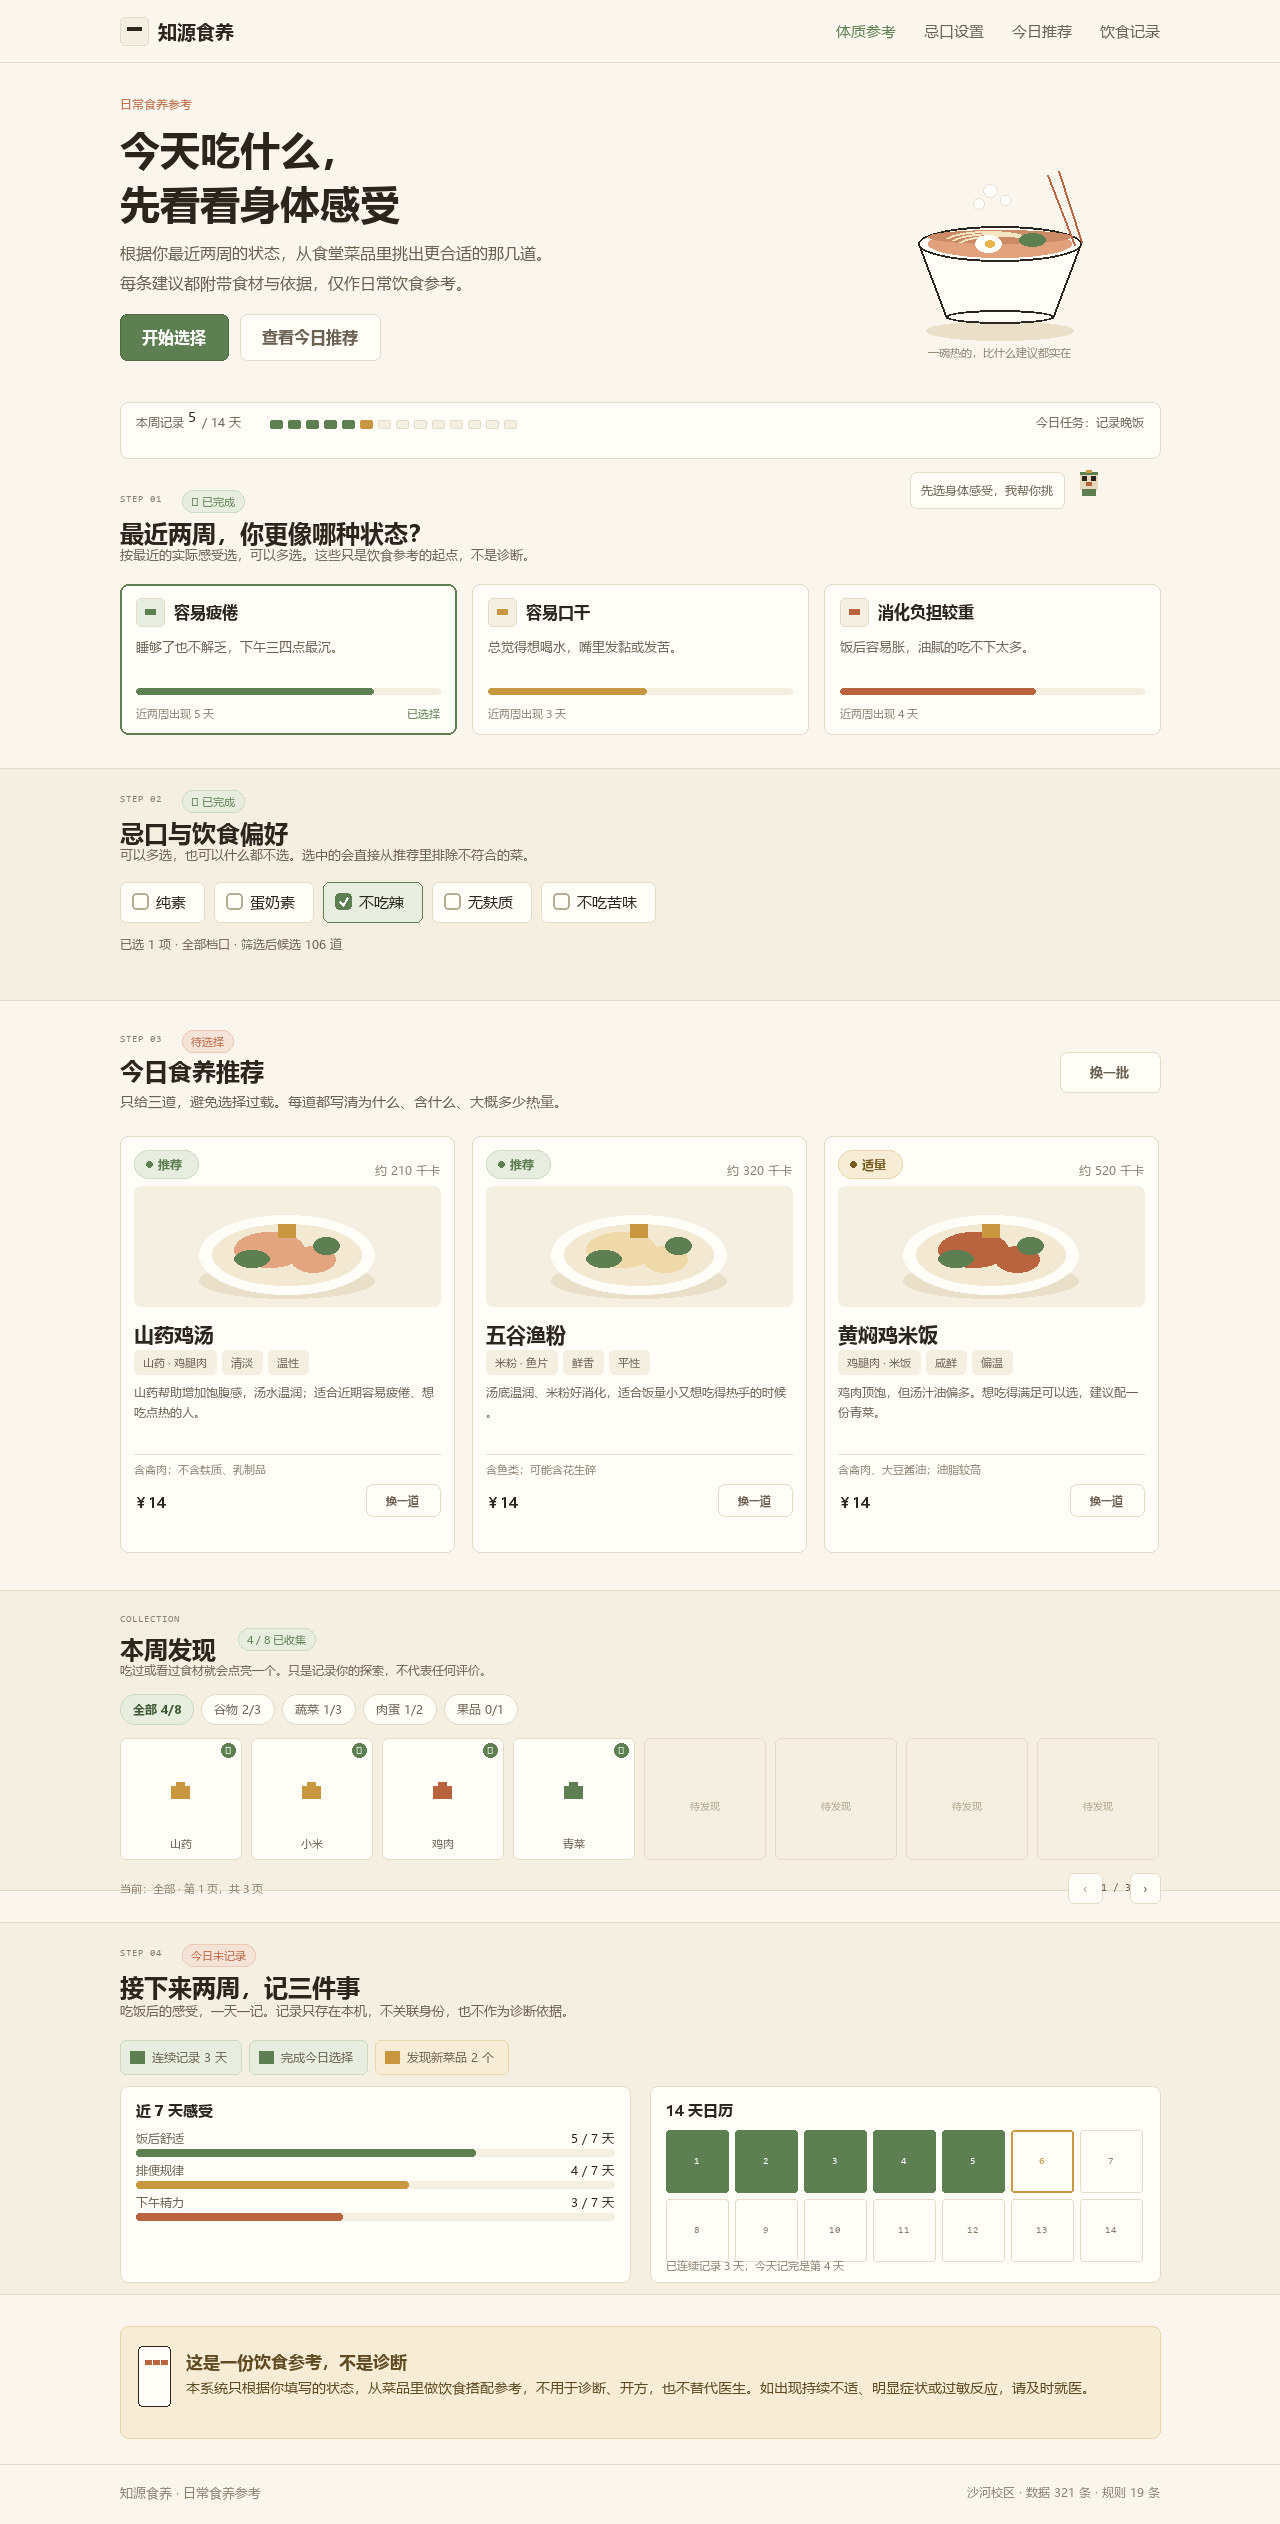 知源食养
体质参考 忌口设置 今日推荐 饮食记录
日常食养参考
今天吃什么，
先看看身体感受
根据你最近两周的状态，从食堂菜品里挑出更合适的那几道。
每条建议都附带食材与依据，仅作日常饮食参考。
开始选择 查看今日推荐
一碗热的，比什么建议都实在
本周记录 5 / 14 天 今日任务：记录晚饭
先选身体感受，我帮你挑
STEP 01 已完成
最近两周，你更像哪种状态？
按最近的实际感受选，可以多选。这些只是饮食参考的起点，不是诊断。
容易疲倦 容易口干 消化负担较重
睡够了也不解乏，下午三四点最沉。 总觉得想喝水，嘴里发黏或发苦。 饭后容易胀，油腻的吃不下太多。
近两周出现 5 天 已选择 近两周出现 3 天 近两周出现 4 天
STEP 02 已完成
忌口与饮食偏好
可以多选，也可以什么都不选。选中的会直接从推荐里排除不符合的菜。
纯素 蛋奶素 不吃辣 无麸质 不吃苦味
已选 1 项 · 全部档口 · 筛选后候选 106 道
STEP 03 待选择
今日食养推荐
换一批
只给三道，避免选择过载。每道都写清为什么、含什么、大概多少热量。
推荐 约 210 千卡 推荐 约 320 千卡 适量 约 520 千卡
山药鸡汤 五谷渔粉 黄焖鸡米饭
山药 · 鸡腿肉 清淡 温性 米粉 · 鱼片 鲜香 平性 鸡腿肉 · 米饭 咸鲜 偏温
山药帮助增加饱腹感，汤水温润；适合近期容易疲倦、想 汤底温润、米粉好消化，适合饭量小又想吃得热乎的时候 鸡肉顶饱，但汤汁油偏多。想吃得满足可以选，建议配一
吃点热的人。 。 份青菜。
含禽肉；不含麸质、乳制品 含鱼类；可能含花生碎 含禽肉、大豆酱油；油脂较高
¥ 14 换一道 ¥ 14 换一道 ¥ 14 换一道
COLLECTION
本周发现 4 / 8 已收集
吃过或看过食材就会点亮一个。只是记录你的探索，不代表任何评价。
全部 4/8 谷物 2/3 蔬菜 1/3 肉蛋 1/2 果品 0/1
待发现 待发现 待发现 待发现
山药 小米 鸡肉 青菜
当前：全部 · 第 1 页，共 3 页 ‹ 1 / 3 ›
STEP 04 今日未记录
接下来两周，记三件事
吃饭后的感受，一天一记。记录只存在本机，不关联身份，也不作为诊断依据。
连续记录 3 天 完成今日选择 发现新菜品 2 个
近 7 天感受
饭后舒适 5 / 7 天
排便规律 4 / 7 天
下午精力 3 / 7 天
14 天日历
1 2 3 4 5 6 7
8 9 10 11 12 13 14
已连续记录 3 天，今天记完是第 4 天
这是一份饮食参考，不是诊断
本系统只根据你填写的状态，从菜品里做饮食搭配参考，不用于诊断、开方，也不替代医生。如出现持续不适、明显症状或过敏反应，请及时就医。
知源食养 · 日常食养参考 沙河校区 · 数据 321 条 · 规则 19 条